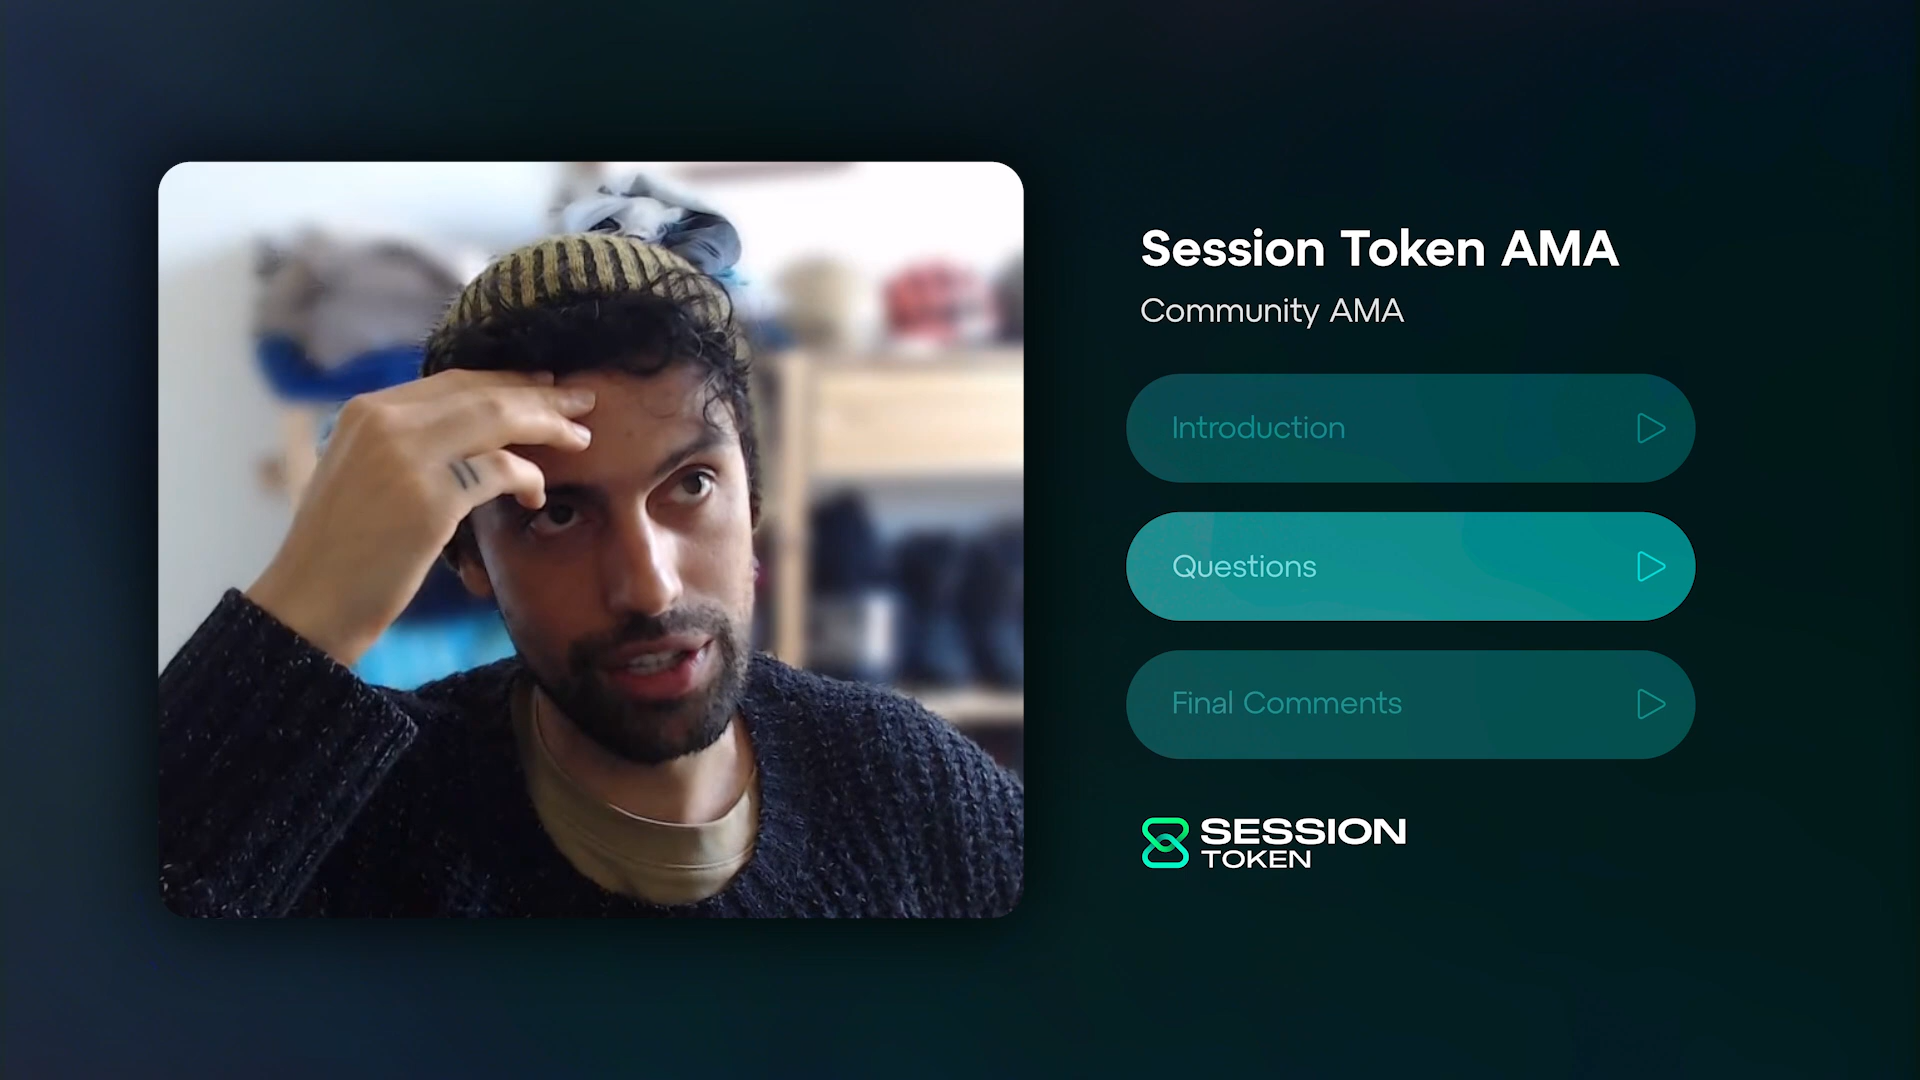 Session Token AMA
Community AMA
Introduction
Questions
Final Comments
SESSION
TOKEN